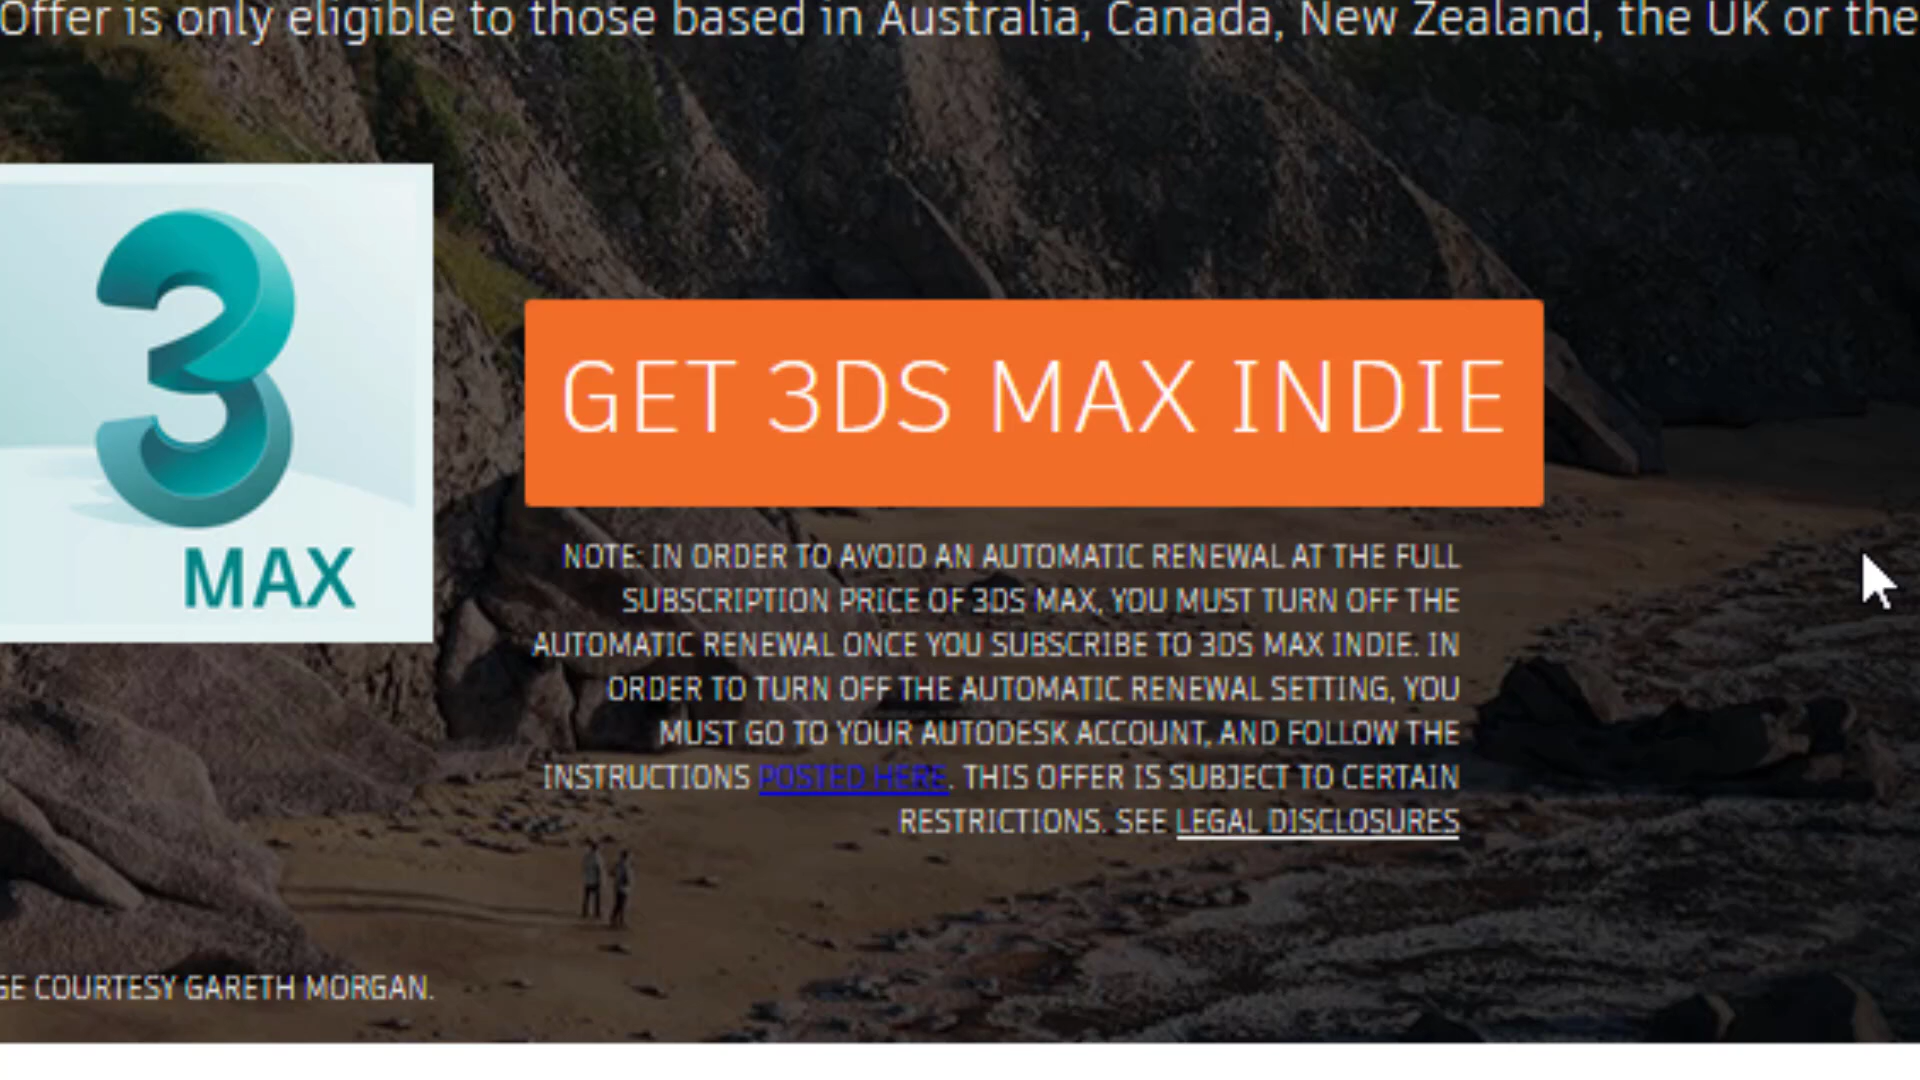 Offer is only eligible to those based in Australia, Canada, New Zealand, the UK or the
3
MAX
GET 3DS MAX INDIE
NOTE: IN ORDER TO AVOID AN AUTOMATIC RENEWAL AT THE FULL
SUBSCRIPTION PRICE OF 3DS MAX, YOU MUST TURN OFF THE
AUTOMATIC RENEWAL ONCE YOU SUBSCRIBE TO 3DS MAX INDIE. IN
ORDER TO TURN OFF THE AUTOMATIC RENEWAL SETTING, YOU
MUST GO TO YOUR AUTODESK ACCOUNT, AND FOLLOW THE
INSTRUCTIONS POSTED HERE. THIS OFFER IS SUBJECT TO CERTAIN
RESTRICTIONS. SEE LEGAL DISCLOSURES
GE COURTESY GARETH MORGAN.